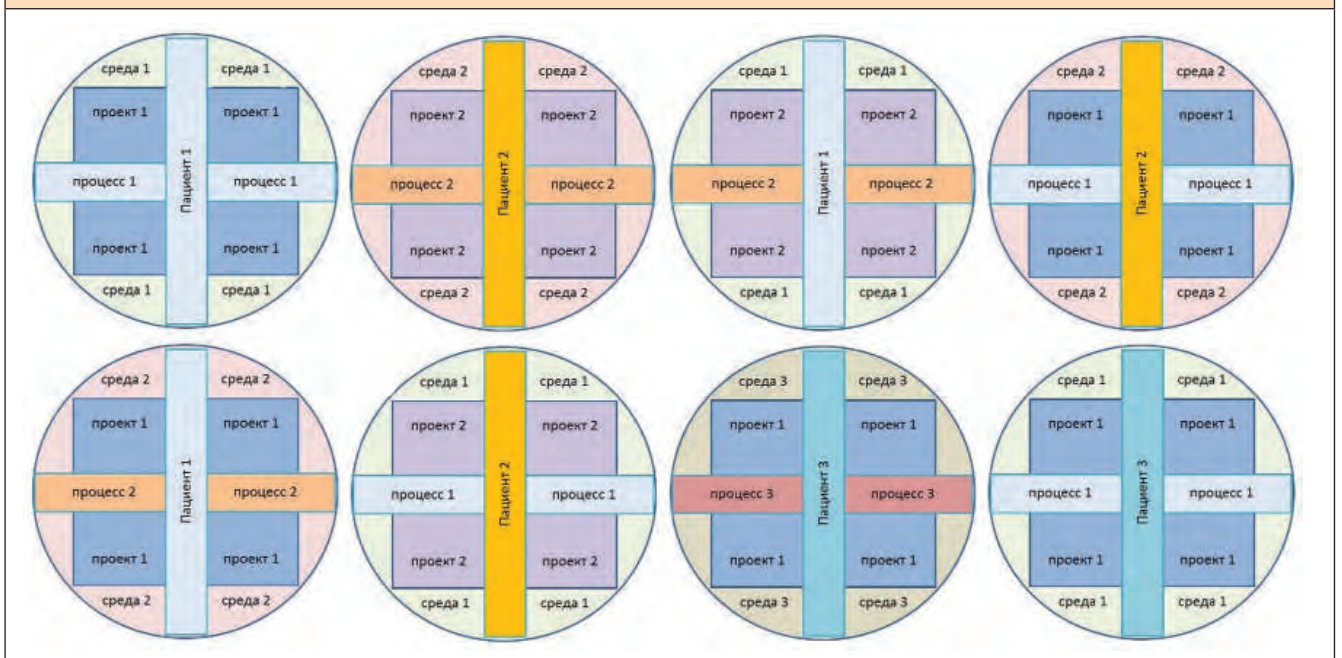 среда 1 среда 1
проект 1 проект 1
процесс 1 Пациент 1 процесс 1
проект 1 проект 1
среда 1 среда 1
среда 2 среда 2
проект 2 проект 2
процесс 2 Пациент 2 процесс 2
проект 2 проект 2
среда 2 среда 2
среда 1 среда 1
проект 2 проект 2
процесс 2 Пациент 1 процесс 2
проект 2 проект 2
среда 1 среда 1
среда 2 среда 2
проект 1 проект 1
процесс 1 Пациент 2 процесс 1
проект 1 проект 1
среда 2 среда 2
среда 2 среда 2
проект 1 проект 1
процесс 2 Пациент 1 процесс 2
проект 1 проект 1
среда 2 среда 2
среда 1 среда 1
проект 2 проект 2
процесс 1 Пациент 2 процесс 1
проект 2 проект 2
среда 1 среда 1
среда 3 среда 3
проект 1 проект 1
процесс 3 Пациент 3 процесс 3
проект 1 проект 1
среда 3 среда 3
среда 1 среда 1
проект 1 проект 1
процесс 1 Пациент 3 процесс 1
проект 1 проект 1
среда 1 среда 1